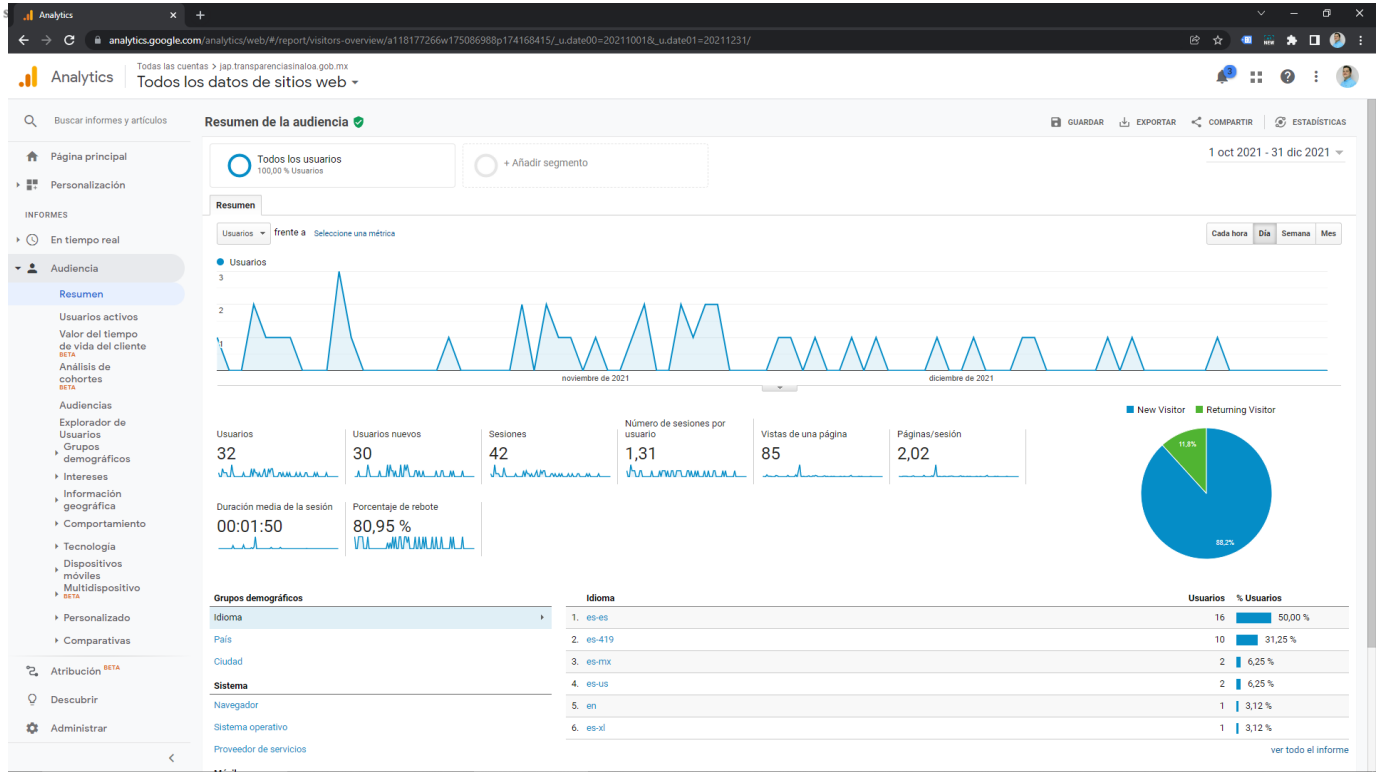 Analytics
analytics.google.com/analytics/web/#/report/visitors-overview/a118177266w175086988p174168415/_u.date00=20211001&_u.date01=20211231/
NEW
Analytics
Todas las cuentas > jap.transparenciasinaloa.gob.mx
Todos los datos de sitios web
3
Buscar informes y artículos
Página principal
Personalización
INFORMES
En tiempo real
Audiencia
Resumen
Usuarios activos
Valor del tiempo
de vida del cliente
BETA
Análisis de
cohortes
BETA
Audiencias
Explorador de
Usuarios
Grupos
demográficos
Intereses
Información
geográfica
Comportamiento
Tecnología
Dispositivos
móviles
Multidispositivo
BETA
Personalizado
Comparativas
Atribución BETA
Descubrir
Administrar
Resumen de la audiencia
GUARDAR EXPORTAR COMPARTIR ESTADÍSTICAS
Todos los usuarios
100,00 % Usuarios
+ Añadir segmento
1 oct 2021 - 31 dic 2021
Resumen
Usuarios frente a Seleccione una métrica
Cada hora Día Semana Mes
Usuarios
3
2
1
noviembre de 2021 diciembre de 2021
Usuarios
32
Usuarios nuevos
30
Sesiones
42
Número de sesiones por
usuario
1,31
Vistas de una página
85
Páginas/sesión
2,02
Duración media de la sesión
00:01:50
Porcentaje de rebote
80,95 %
New Visitor Returning Visitor
11,8%
88,2%
Grupos demográficos
Idioma
País
Ciudad
Sistema
Navegador
Sistema operativo
Proveedor de servicios
Idioma Usuarios % Usuarios
1. es-es 16 50,00 %
2. es-419 10 31,25 %
3. es-mx 2 6,25 %
4. es-us 2 6,25 %
5. en 1 3,12 %
6. es-xl 1 3,12 %
ver todo el informe